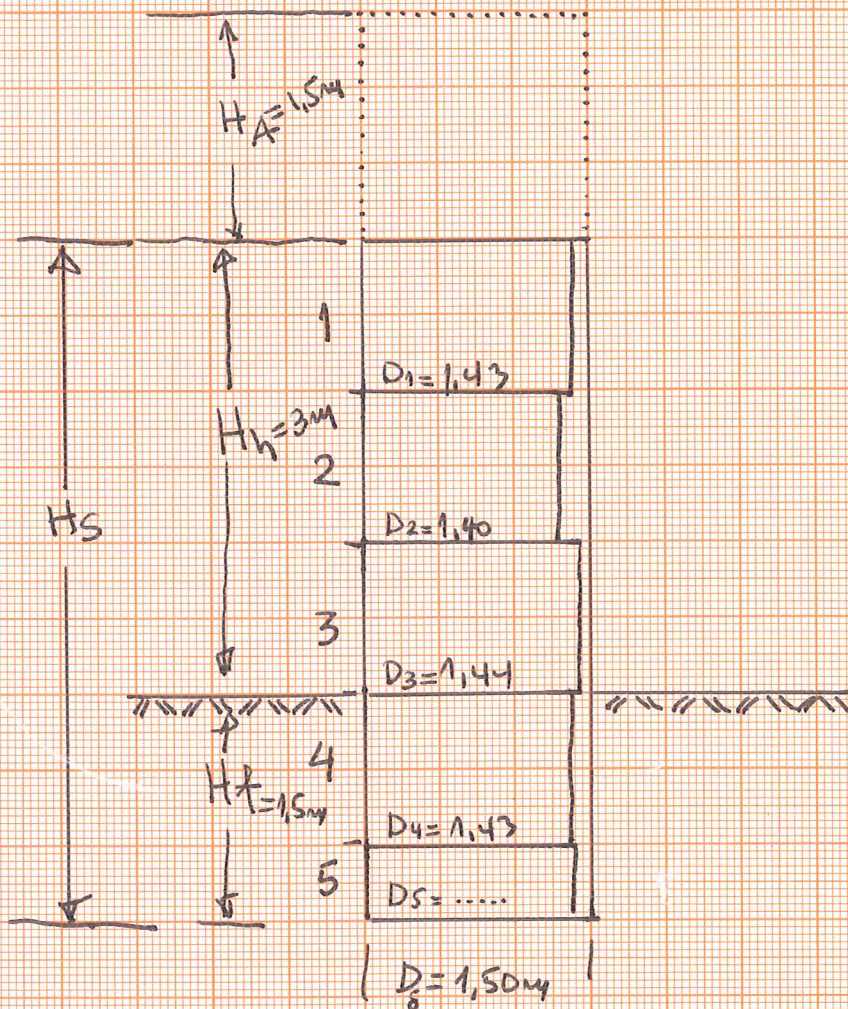 HA=1,5m
1
D1=1,43
Hh=3m
2
HS
D2=1,40
3
D3=1,44
4
Ht=1,5m
D4=1,43
5
D5= .....
D=1,50m